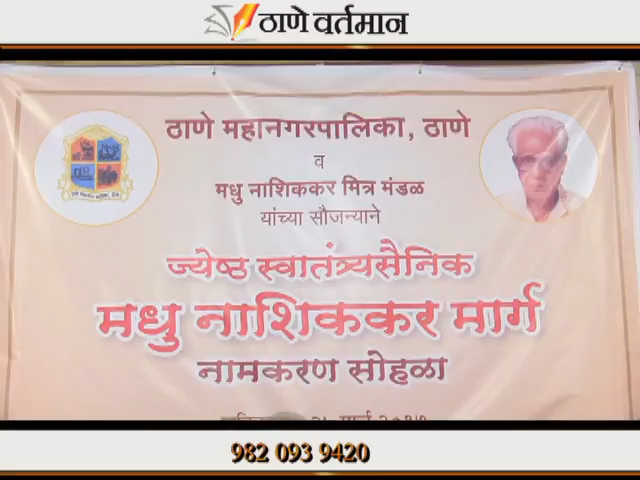 ठाणे वर्तमान
ठाणे महानगरपालिका, ठाणे
व
मधु नाशिककर मित्र मंडळ
यांच्या सौजन्याने
ज्येष्ठ स्वातंत्र्यसैनिक
मधु नाशिककर मार्ग
नामकरण सोहळा
982 093 9420